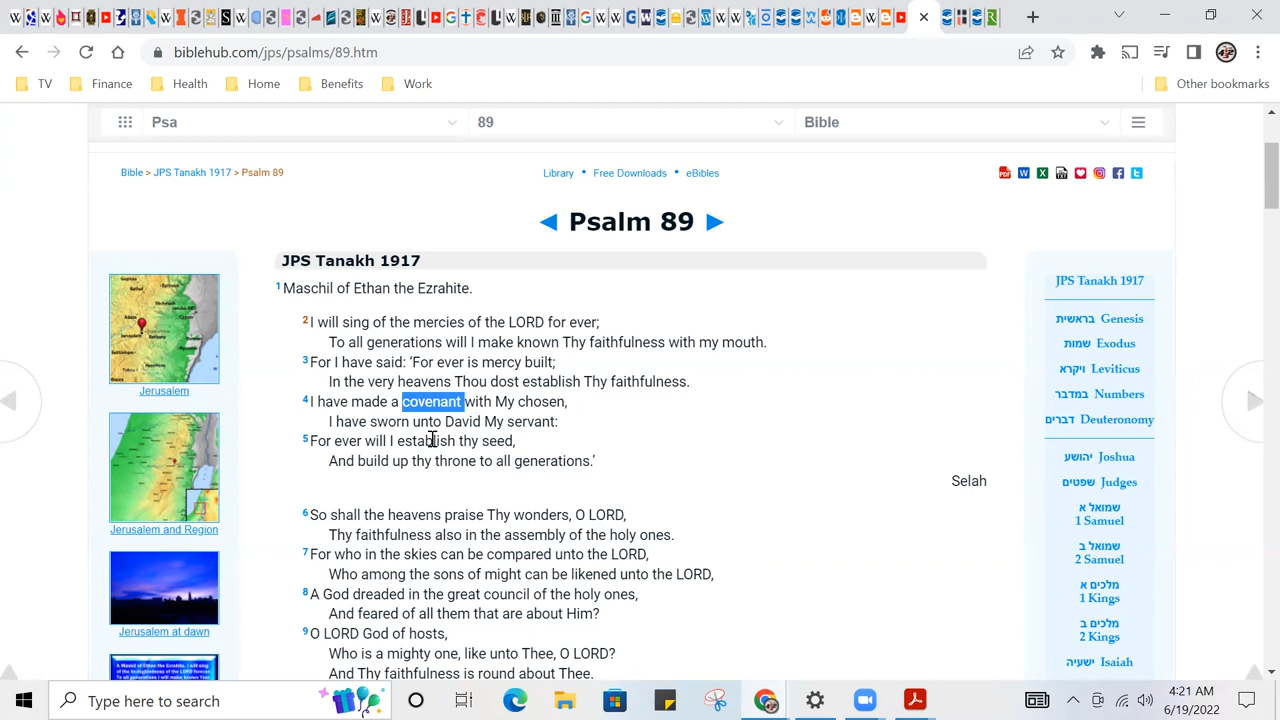 biblehub.com/jps/psalms/89.htm
TV Finance Health Home Benefits Work Other bookmarks
Psa 89 Bible
Bible > JPS Tanakh 1917 > Psalm 89
Library • Free Downloads • eBibles
◄ Psalm 89 ►
JPS Tanakh 1917
1 Maschil of Ethan the Ezrahite.
2 I will sing of the mercies of the LORD for ever;
To all generations will I make known Thy faithfulness with my mouth.
3 For I have said: ‘For ever is mercy built;
In the very heavens Thou dost establish Thy faithfulness.
4 I have made a covenant with My chosen,
I have sworn unto David My servant:
5 For ever will I establish thy seed,
And build up thy throne to all generations.’
Selah
6 So shall the heavens praise Thy wonders, O LORD,
Thy faithfulness also in the assembly of the holy ones.
7 For who in the skies can be compared unto the LORD,
Who among the sons of might can be likened unto the LORD,
8 A God dreaded in the great council of the holy ones,
And feared of all them that are about Him?
9 O LORD God of hosts,
Who is a mighty one, like unto Thee, O LORD?
And Thy faithfulness is round about Thee.
Jerusalem
Jerusalem and Region
Jerusalem at dawn
JPS Tanakh 1917
בראשית Genesis
שמות Exodus
ויקרא Leviticus
במדבר Numbers
דברים Deuteronomy
יהושע Joshua
שפטים Judges
שמואל א
1 Samuel
שמואל ב
2 Samuel
מלכים א
1 Kings
מלכים ב
2 Kings
ישעיה Isaiah
Type here to search
4:21 AM
6/19/2022